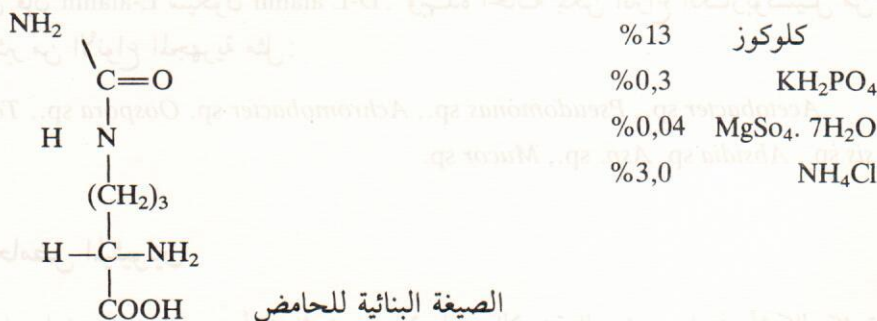 NH₂
C=O
H N
(CH₂)₃
H—C—NH₂
COOH
الصيغة البنائية للحامض
كلوكوز %13
KH₂PO₄ %0,3
MgSo₄. 7H₂O %0,04
NH₄Cl %3,0